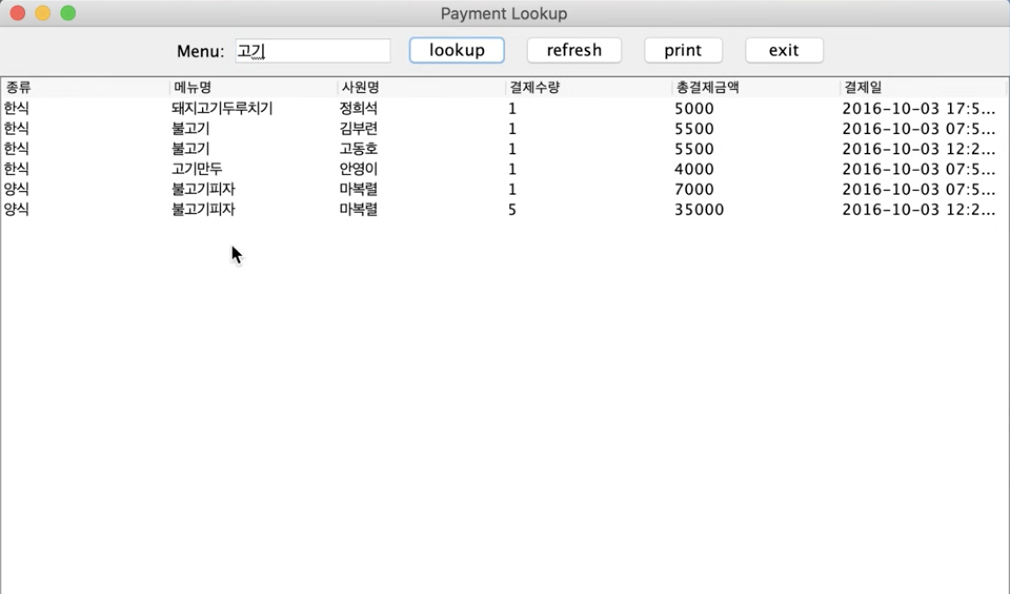 Payment Lookup
Menu: 고기 lookup refresh print exit
종류 메뉴명 사원명 결제수량 총결제금액 결제일
한식 돼지고기두루치기 정희석 1 5000 2016-10-03 17:5...
한식 불고기 김부련 1 5500 2016-10-03 07:5...
한식 불고기 고동호 1 5500 2016-10-03 12:2...
한식 고기만두 안영이 1 4000 2016-10-03 07:5...
양식 불고기피자 마복렬 1 7000 2016-10-03 07:5...
양식 불고기피자 마복렬 5 35000 2016-10-03 12:2...